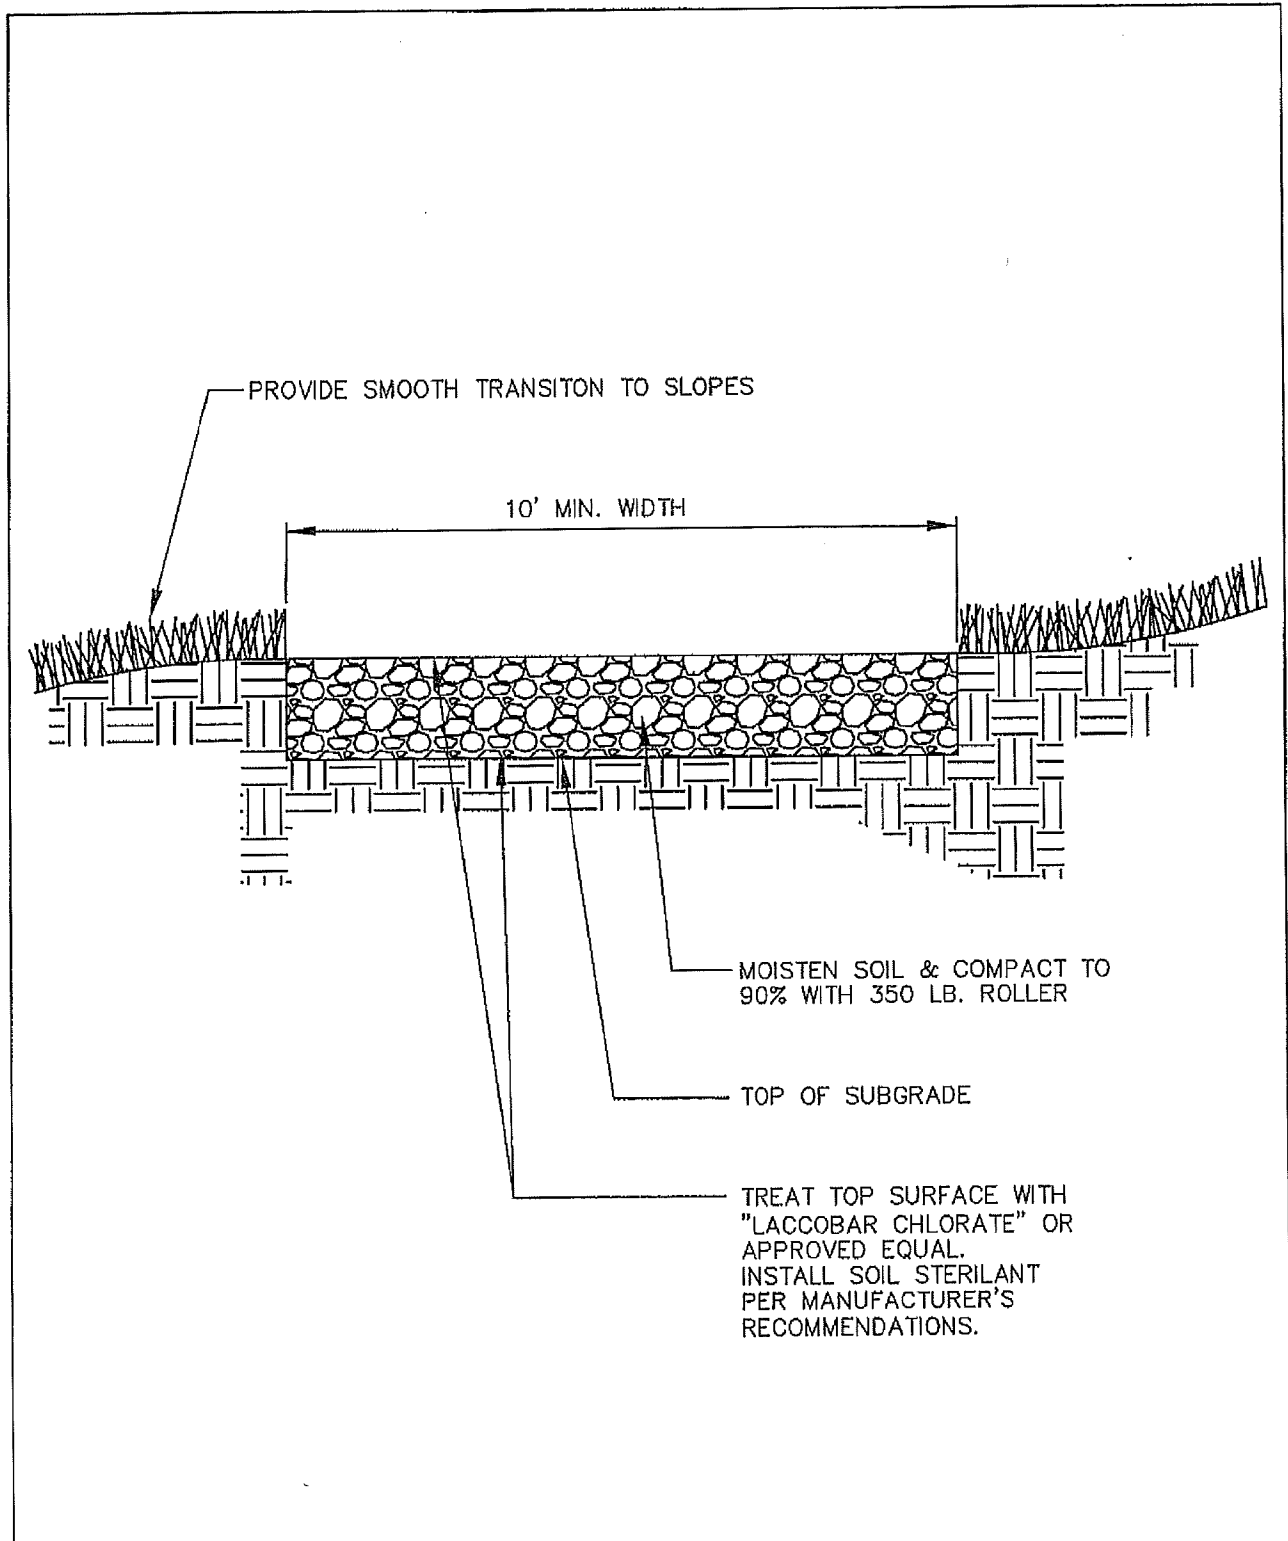 PROVIDE SMOOTH TRANSITON TO SLOPES
10' MIN. WIDTH
MOISTEN SOIL & COMPACT TO
90% WITH 350 LB. ROLLER
TOP OF SUBGRADE
TREAT TOP SURFACE WITH
"LACCOBAR CHLORATE" OR
APPROVED EQUAL.
INSTALL SOIL STERILANT
PER MANUFACTURER'S
RECOMMENDATIONS.